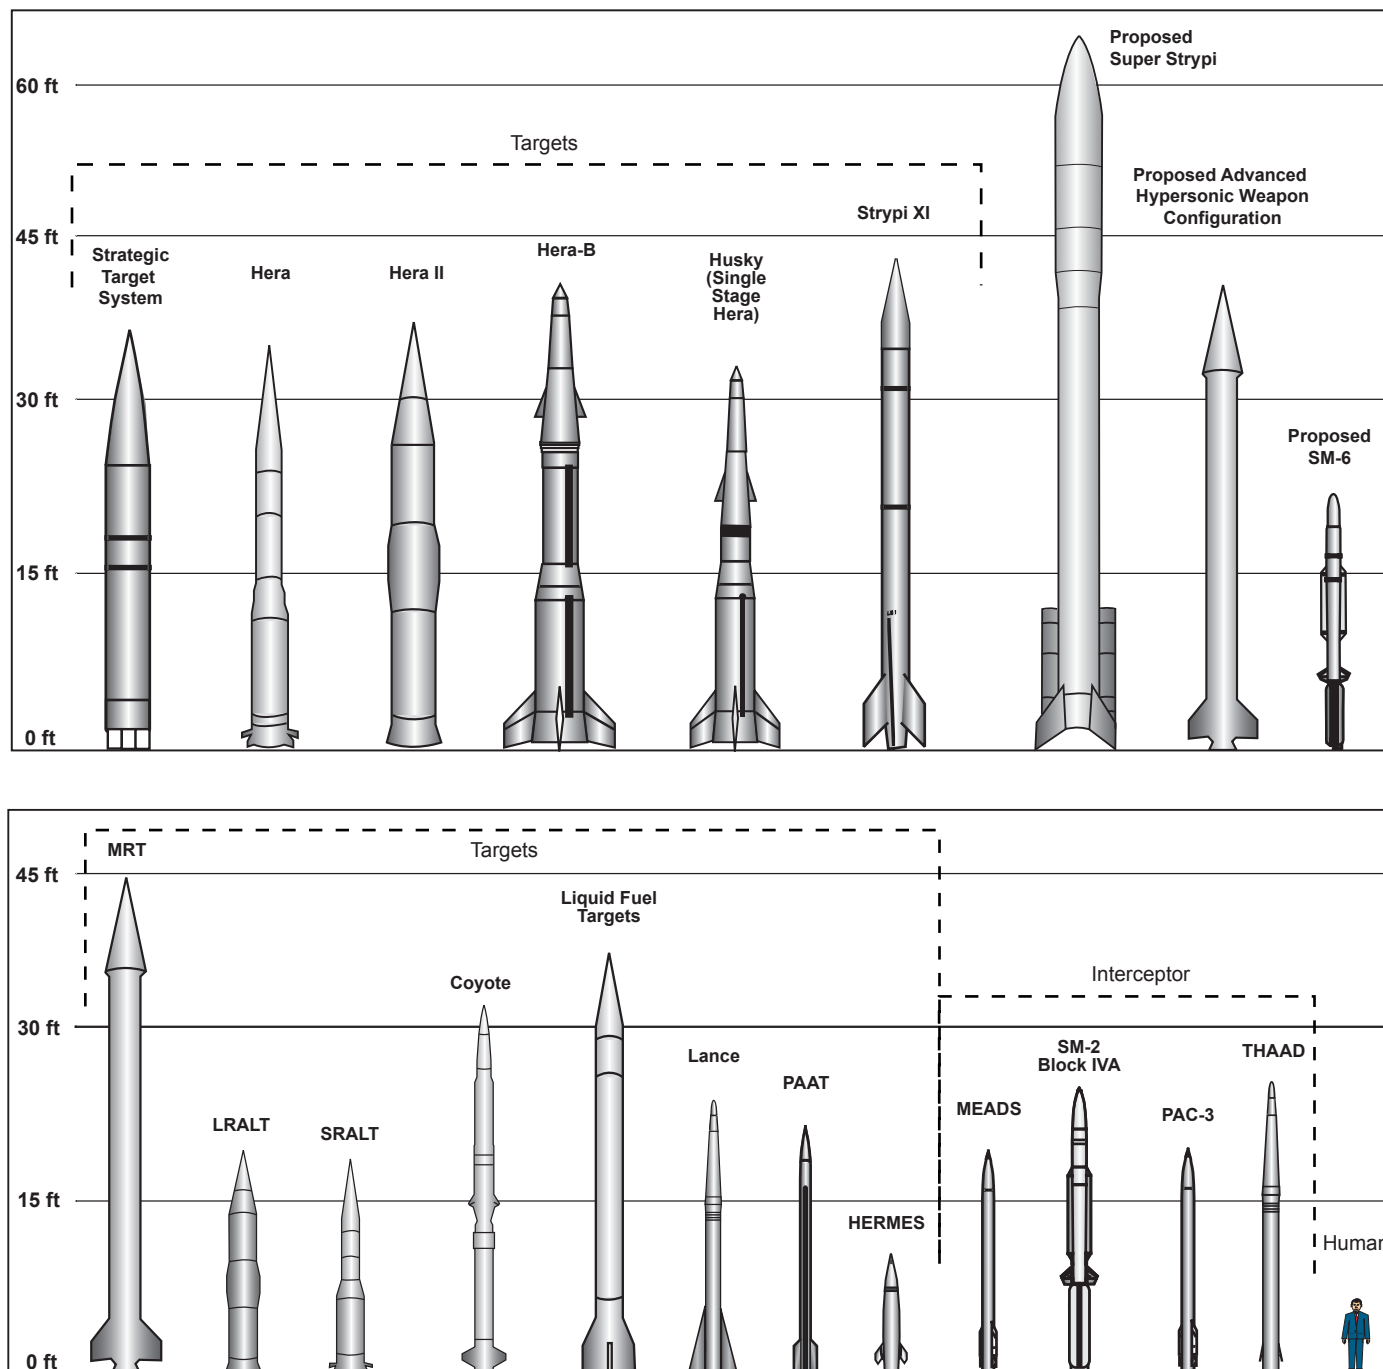 Proposed
Super Strypi
60 ft
Targets
Proposed Advanced
Hypersonic Weapon
Configuration
Strypi XI
45 ft
Strategic
Target
System
Hera
Hera II
Hera-B
Husky
(Single
Stage
Hera)
30 ft
Proposed
SM-6
15 ft
0 ft
MRT
Targets
45 ft
Liquid Fuel
Targets
Coyote
Interceptor
30 ft
Lance
PAAT
SM-2
Block IVA
THAAD
MEADS
PAC-3
LRALT
SRALT
15 ft
HERMES
Human
0 ft